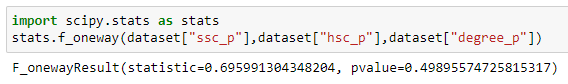 import scipy.stats as stats
stats.f_oneway(dataset["ssc_p"],dataset["hsc_p"],dataset["degree_p"])
F_onewayResult(statistic=0.695991304348204, pvalue=0.49895574725815317)